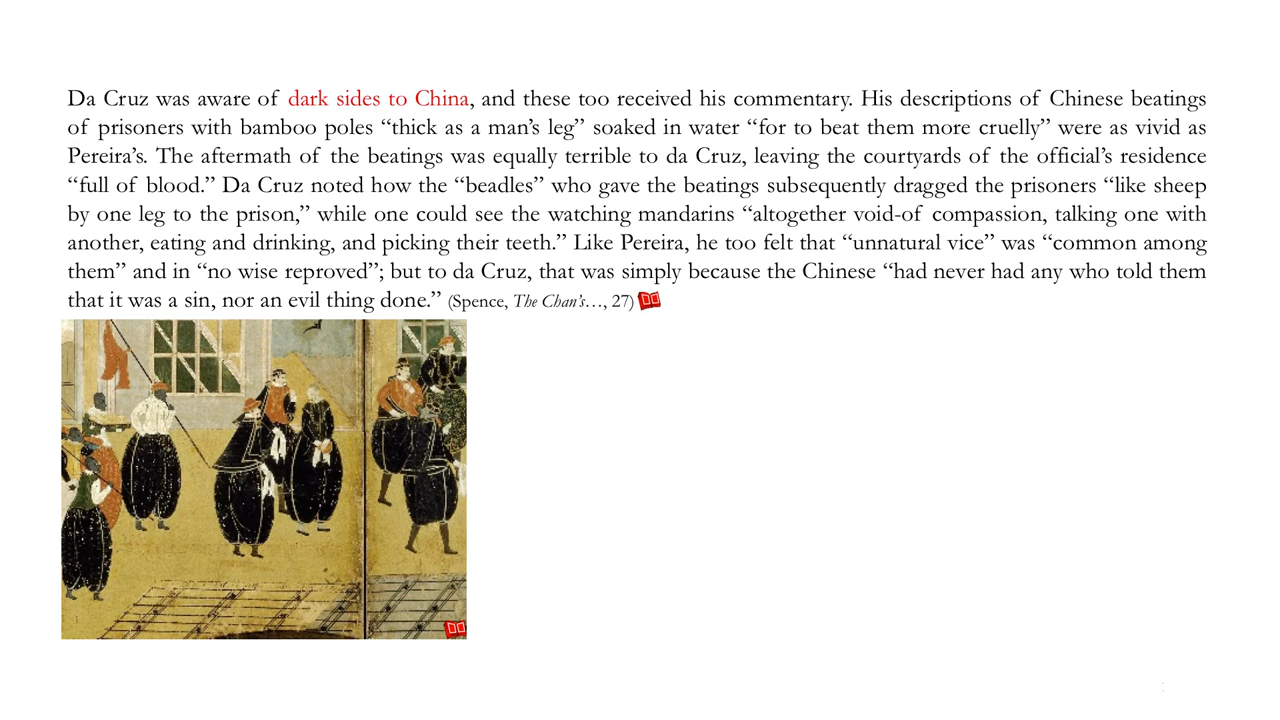 Da Cruz was aware of dark sides to China, and these too received his commentary. His descriptions of Chinese beatings
of prisoners with bamboo poles “thick as a man’s leg” soaked in water “for to beat them more cruelly” were as vivid as
Pereira’s. The aftermath of the beatings was equally terrible to da Cruz, leaving the courtyards of the official’s residence
“full of blood.” Da Cruz noted how the “beadles” who gave the beatings subsequently dragged the prisoners “like sheep
by one leg to the prison,” while one could see the watching mandarins “altogether void-of compassion, talking one with
another, eating and drinking, and picking their teeth.” Like Pereira, he too felt that “unnatural vice” was “common among
them” and in “no wise reproved”; but to da Cruz, that was simply because the Chinese “had never had any who told them
that it was a sin, nor an evil thing done.” (Spence, The Chan’s…, 27)